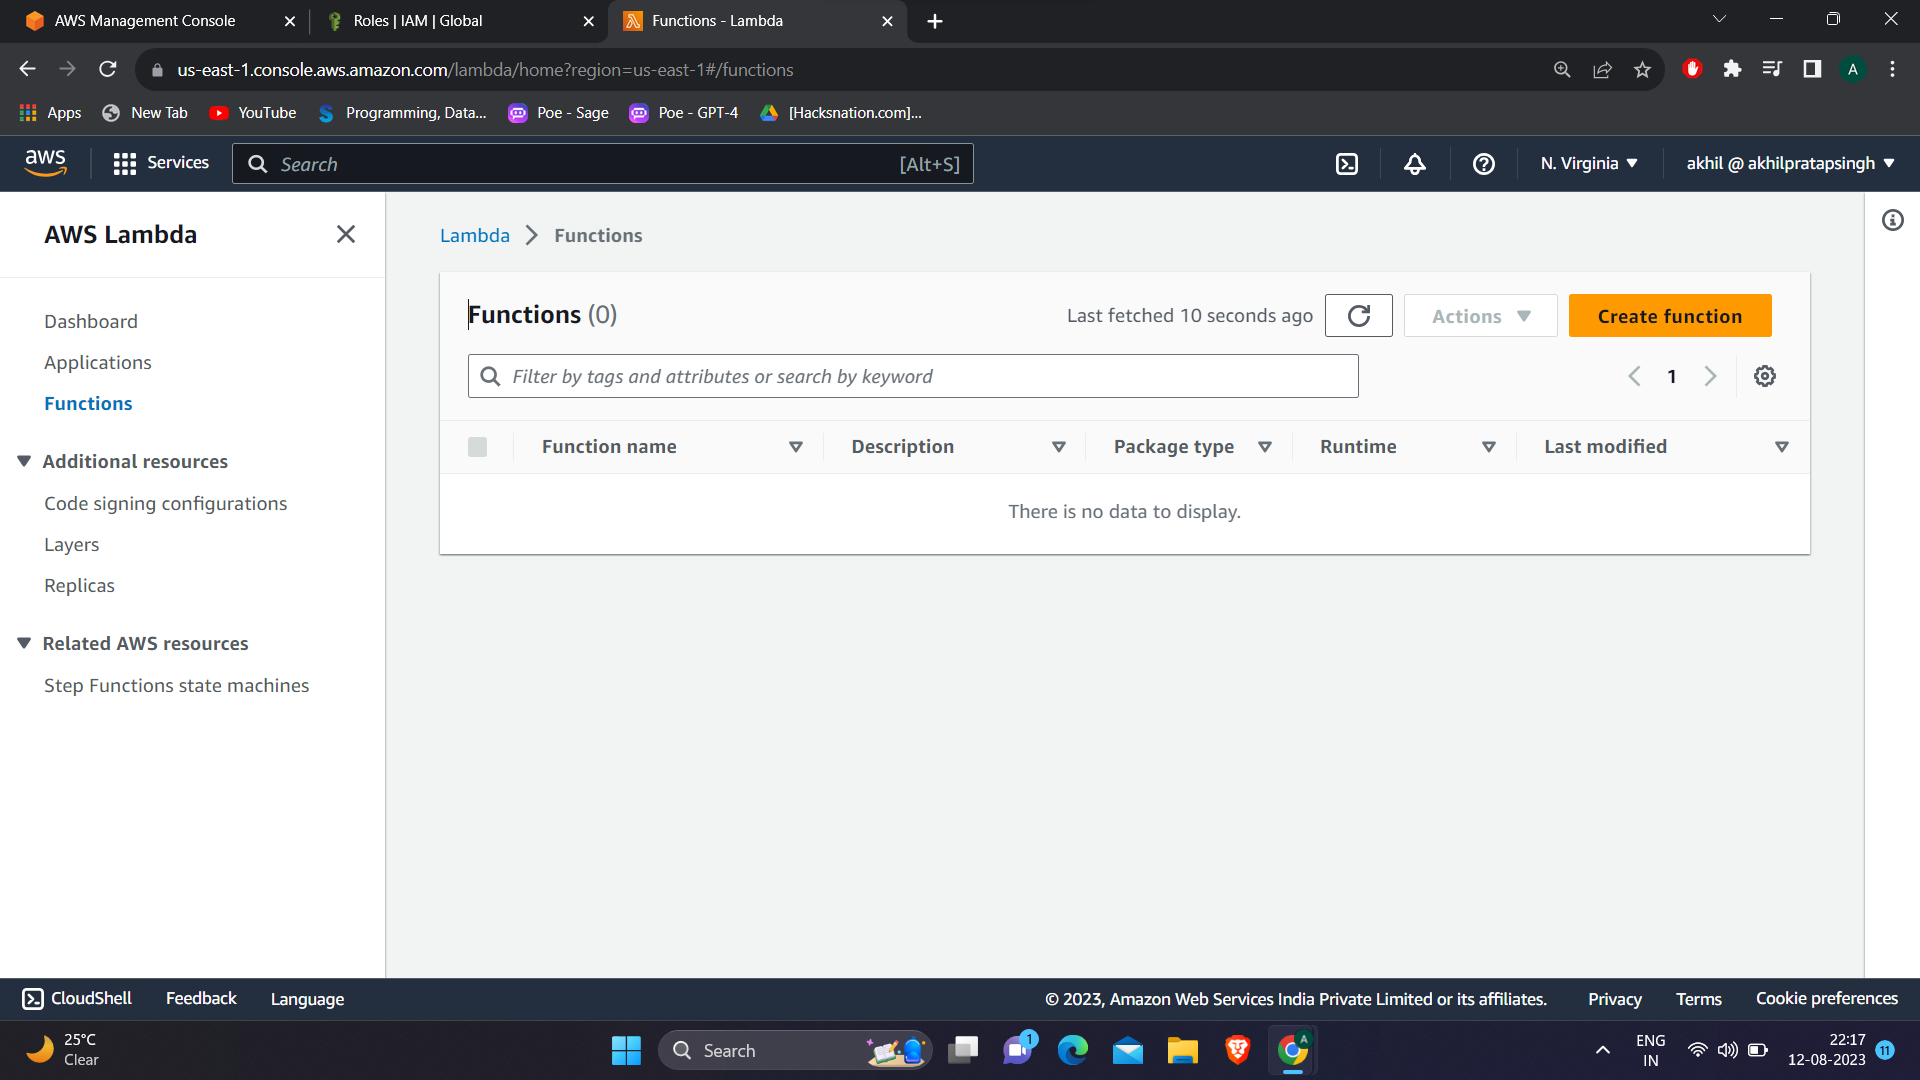 AWS Management Console
Roles | IAM | Global
Functions - Lambda
us-east-1.console.aws.amazon.com/lambda/home?region=us-east-1#/functions
A
Apps
New Tab
YouTube
Programming, Data...
Poe - Sage
Poe - GPT-4
[Hacksnation.com]...
aws
Services
Search
[Alt+S]
N. Virginia
akhil @ akhilpratapsingh
AWS Lambda
Dashboard
Applications
Functions
Additional resources
Code signing configurations
Layers
Replicas
Related AWS resources
Step Functions state machines
Lambda
Functions
Functions (0)
Last fetched 10 seconds ago
Actions
Create function
Filter by tags and attributes or search by keyword
1
Function name
Description
Package type
Runtime
Last modified
There is no data to display.
CloudShell
Feedback
Language
© 2023, Amazon Web Services India Private Limited or its affiliates.
Privacy
Terms
Cookie preferences
25°C
Clear
Search
1
A
ENG
IN
22:17
12-08-2023
11